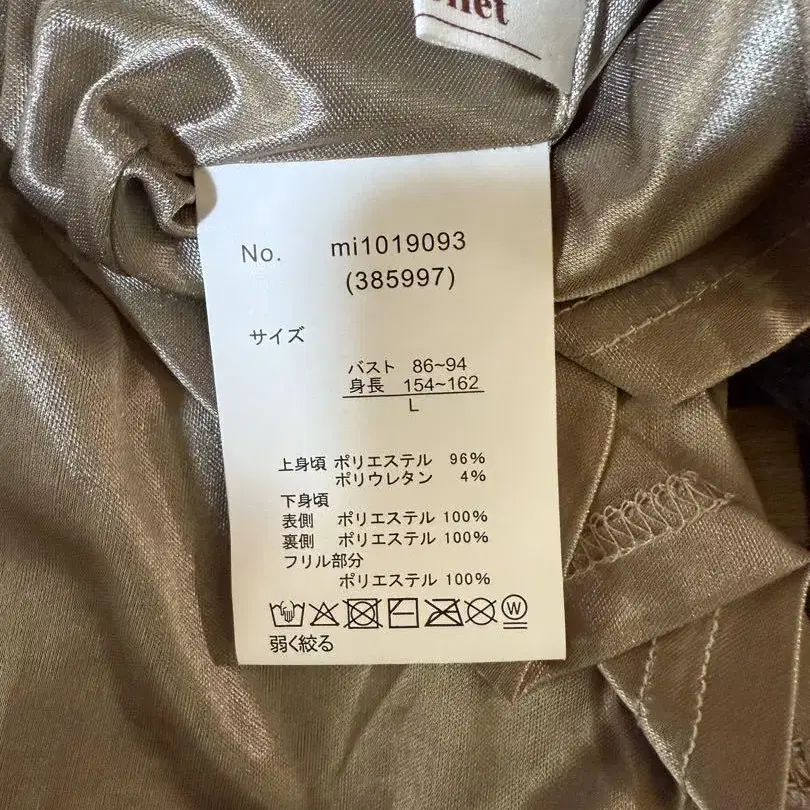 No. mi1019093
(385997)
サイズ
バスト 86~94
身長 154~162
L
上身頃 ポリエステル 96%
ポリウレタン 4%
下身頃
表側 ポリエステル 100%
裏側 ポリエステル 100%
フリル部分
ポリエステル 100%
W
弱く絞る